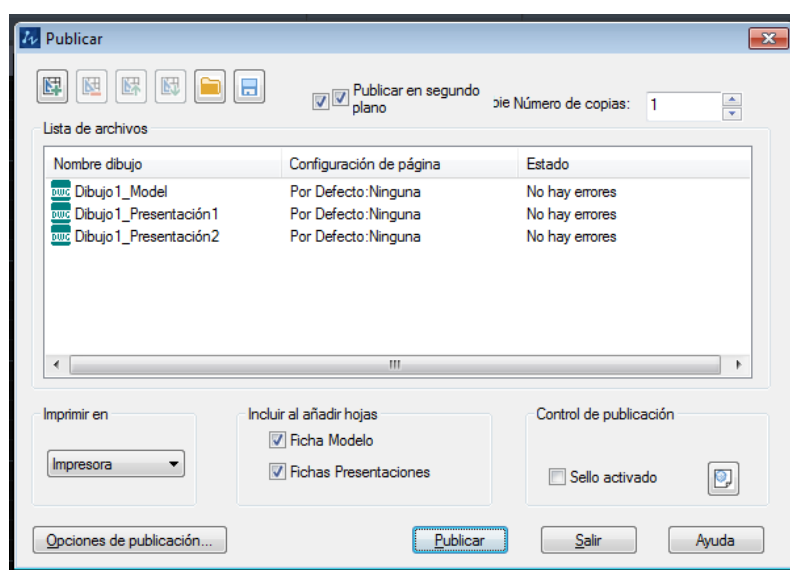 Publicar
Publicar en segundo
plano
Número de copias:
1
Lista de archivos
Nombre dibujo Configuración de página Estado
DWG Dibujo1_Model Por Defecto:Ninguna No hay errores
DWG Dibujo1_Presentación1 Por Defecto:Ninguna No hay errores
DWG Dibujo1_Presentación2 Por Defecto:Ninguna No hay errores
Imprimir en Incluir al añadir hojas Control de publicación
Ficha Modelo
Impresora Fichas Presentaciones Sello activado
Opciones de publicación... Publicar Salir Ayuda